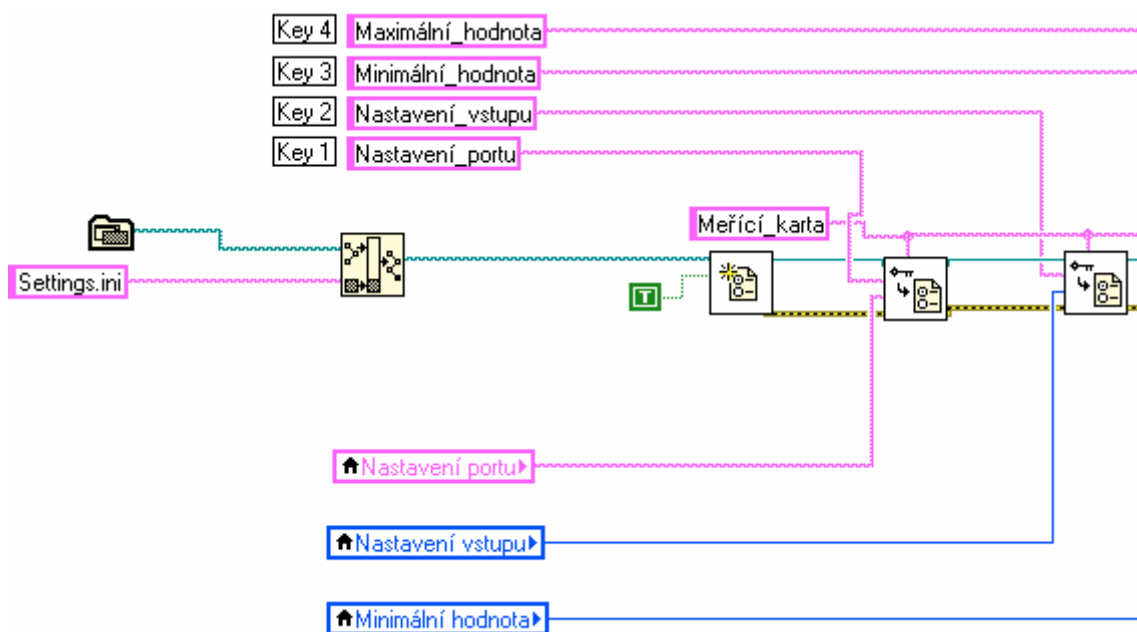 Key 4 Maximální_hodnota
Key 3 Minimální_hodnota
Key 2 Nastavení_vstupu
Key 1 Nastavení_portu
Meřící_karta
Settings.ini
T
Nastavení portu
Nastavení vstupu
Minimální hodnota